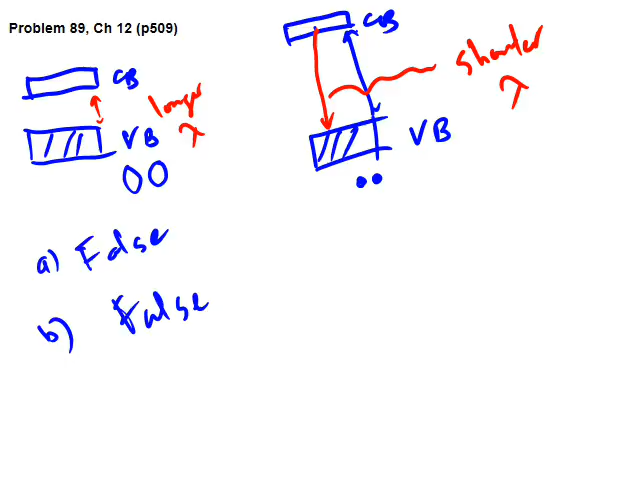 Problem 89, Ch 12 (p509)
CB
longer
λ
VB
CB
shorter
λ
VB
a) False
b) False